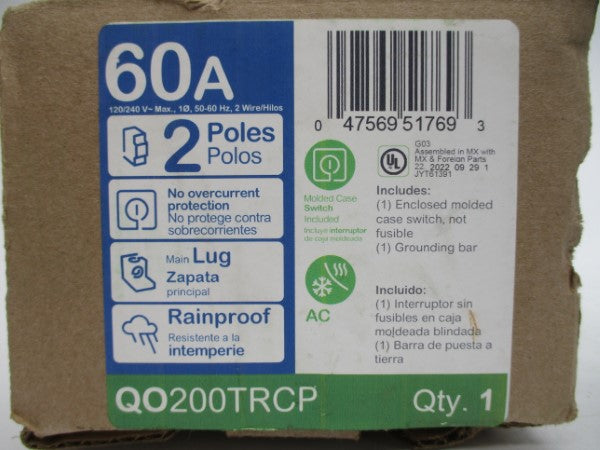 60A
120/240 V~ Max., 1Ø, 50-60 Hz, 2 Wire/Hilos
2 Poles
Polos
No overcurrent
protection
No protege contra
sobrecorrientes
Main Lug
Zapata
principal
Rainproof
Resistente a la
intemperie
0 47569 51769 3
Molded Case
Switch
Included
Incluye interruptor
de caja moldeada
AC
UL
G03
Assembled in MX with
MX & Foreign Parts
22, 2022 09 29 1
JYT61391
Includes:
(1) Enclosed molded
case switch, not
fusible
(1) Grounding bar
Incluido:
(1) Interruptor sin
fusibles en caja
moldeada blindada
(1) Barra de puesta a
tierra
QO200TRCP
Qty. 1